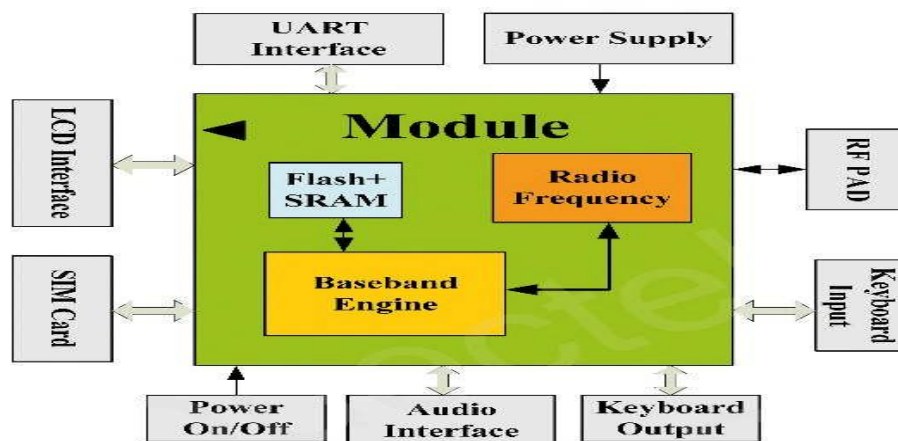 UART
Interface
Power Supply
LCD Interface
Module
RF PAD
Flash+
SRAM
Radio
Frequency
Baseband
Engine
SIM Card
Keyboard
Input
Power
On/Off
Audio
Interface
Keyboard
Output